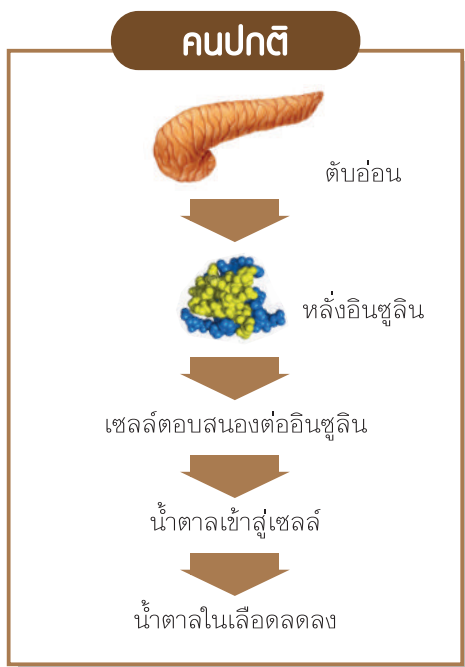 คนปกติ
ตับอ่อน
หลั่งอินซูลิน
เซลล์ตอบสนองต่ออินซูลิน
น้ำตาลเข้าสู่เซลล์
น้ำตาลในเลือดลดลง